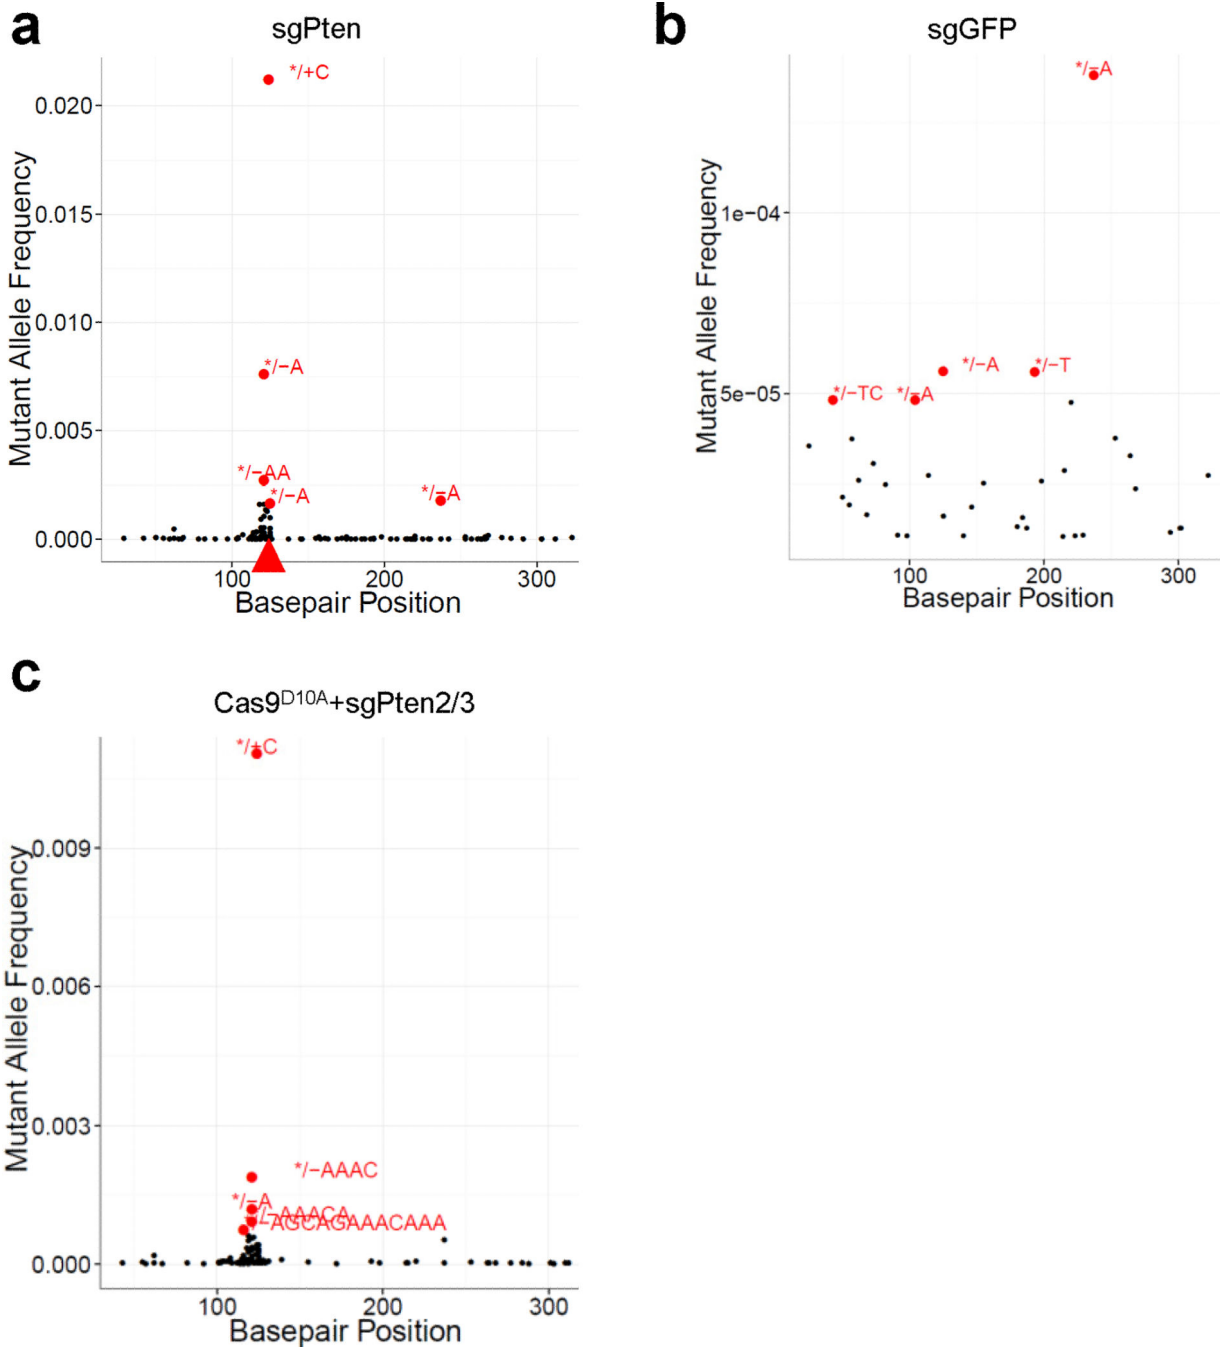 a
sgPten
Mutant Allele Frequency
0.020
0.015
0.010
0.005
0.000
*/+C
*/−A
*/−AA
*/−A
*/−A
100
200
300
Basepair Position
b
sgGFP
Mutant Allele Frequency
1e−04
5e−05
*/−A
*/−A
*/−T
*/−TC
*/−A
100
200
300
Basepair Position
c
Cas9D10A+sgPten2/3
Mutant Allele Frequency
0.009
0.006
0.003
0.000
*/+C
*/−AAAC
*/−A
*/−AAACA
AGCAGAAACAAA
100
200
300
Basepair Position